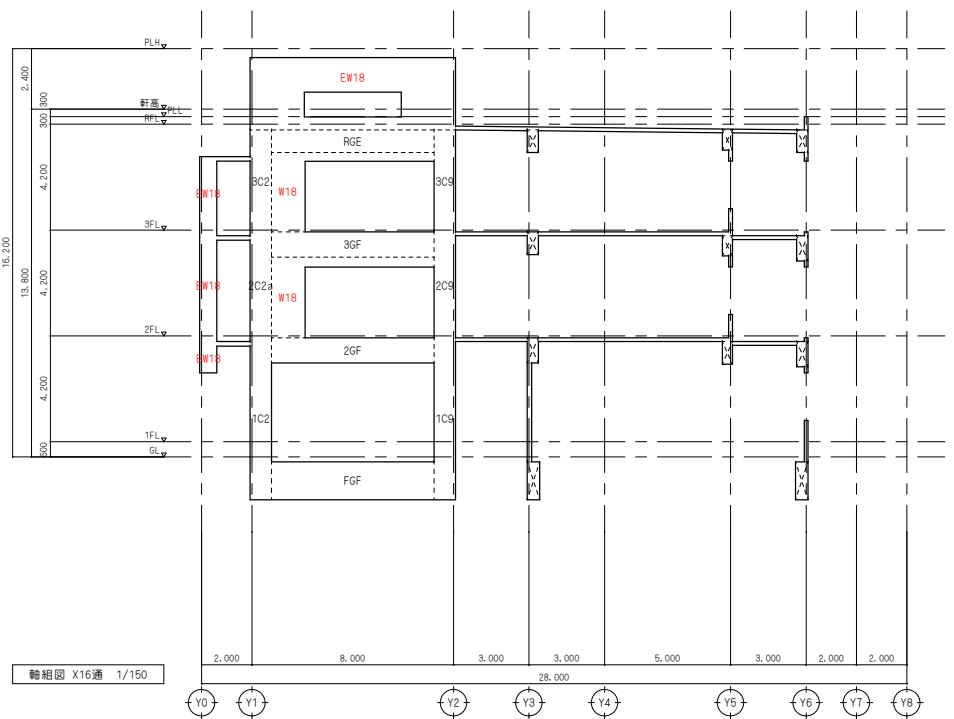 PLH
2.400
EW18
軒高
300
PLL
300
RFL
RGE
4.200
3C2
W18
3C9
EW18
3FL
3GF
16.200
13.800
4.200
EW18
2C2a
W18
2C9
2FL
2GF
EW18
4.200
1C2
1C9
1FL
600
GL
FGF
2.000
8.000
3.000
3.000
5.000
3.000
2.000
2.000
28.000
軸組図 X16通 1/150
Y0 Y1 Y2 Y3 Y4 Y5 Y6 Y7 Y8